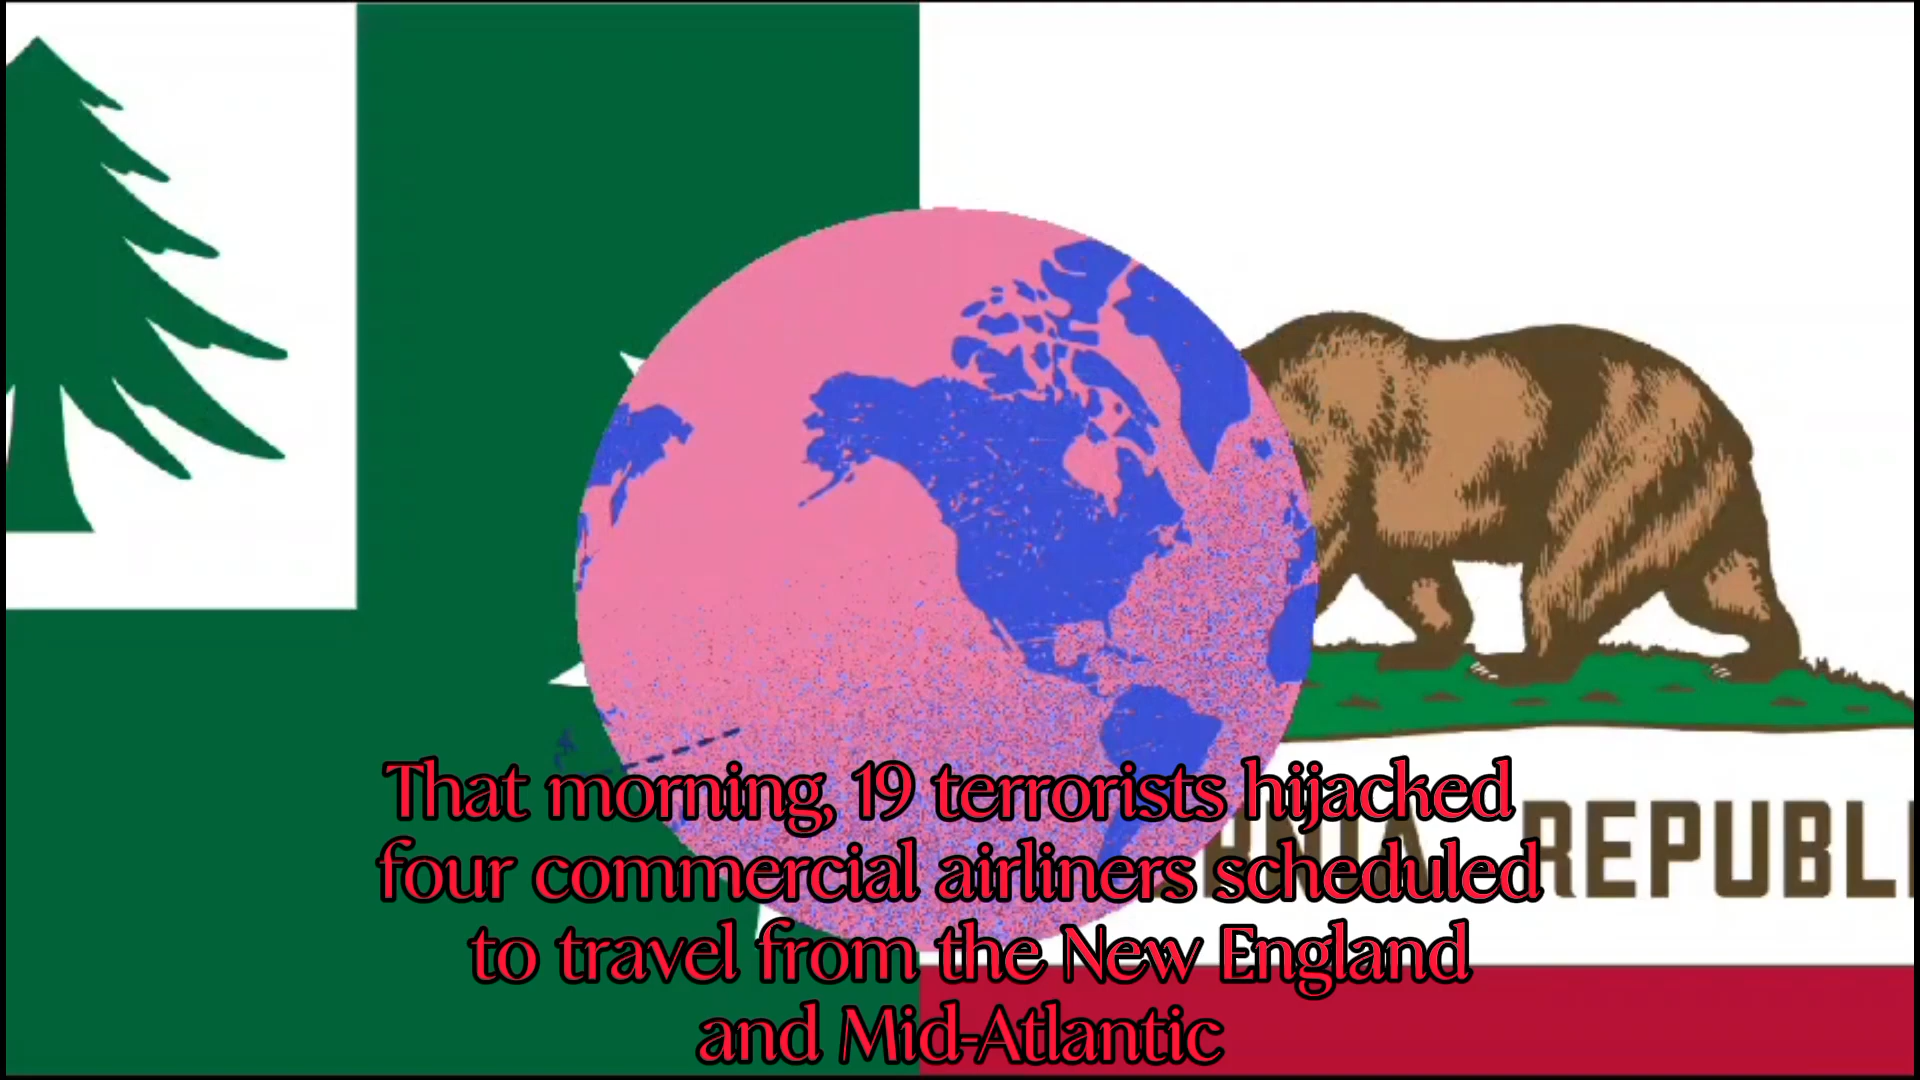 That morning, 19 terrorists hijacked
four commercial airliners scheduled
to travel from the New England
and Mid-Atlantic
REPUBL